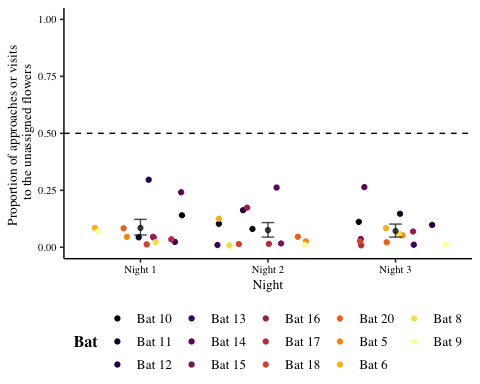 Proportion of approaches or visits
to the unassigned flowers
1.00
0.50
0.25
0.00
Night 1 Night 2 Night 3
Night
Bat
Bat 10 Bat 13 Bat 16 Bat 20 Bat 8
Bat 11 Bat 14 Bat 17 Bat 5 Bat 9
Bat 12 Bat 15 Bat 18 Bat 6